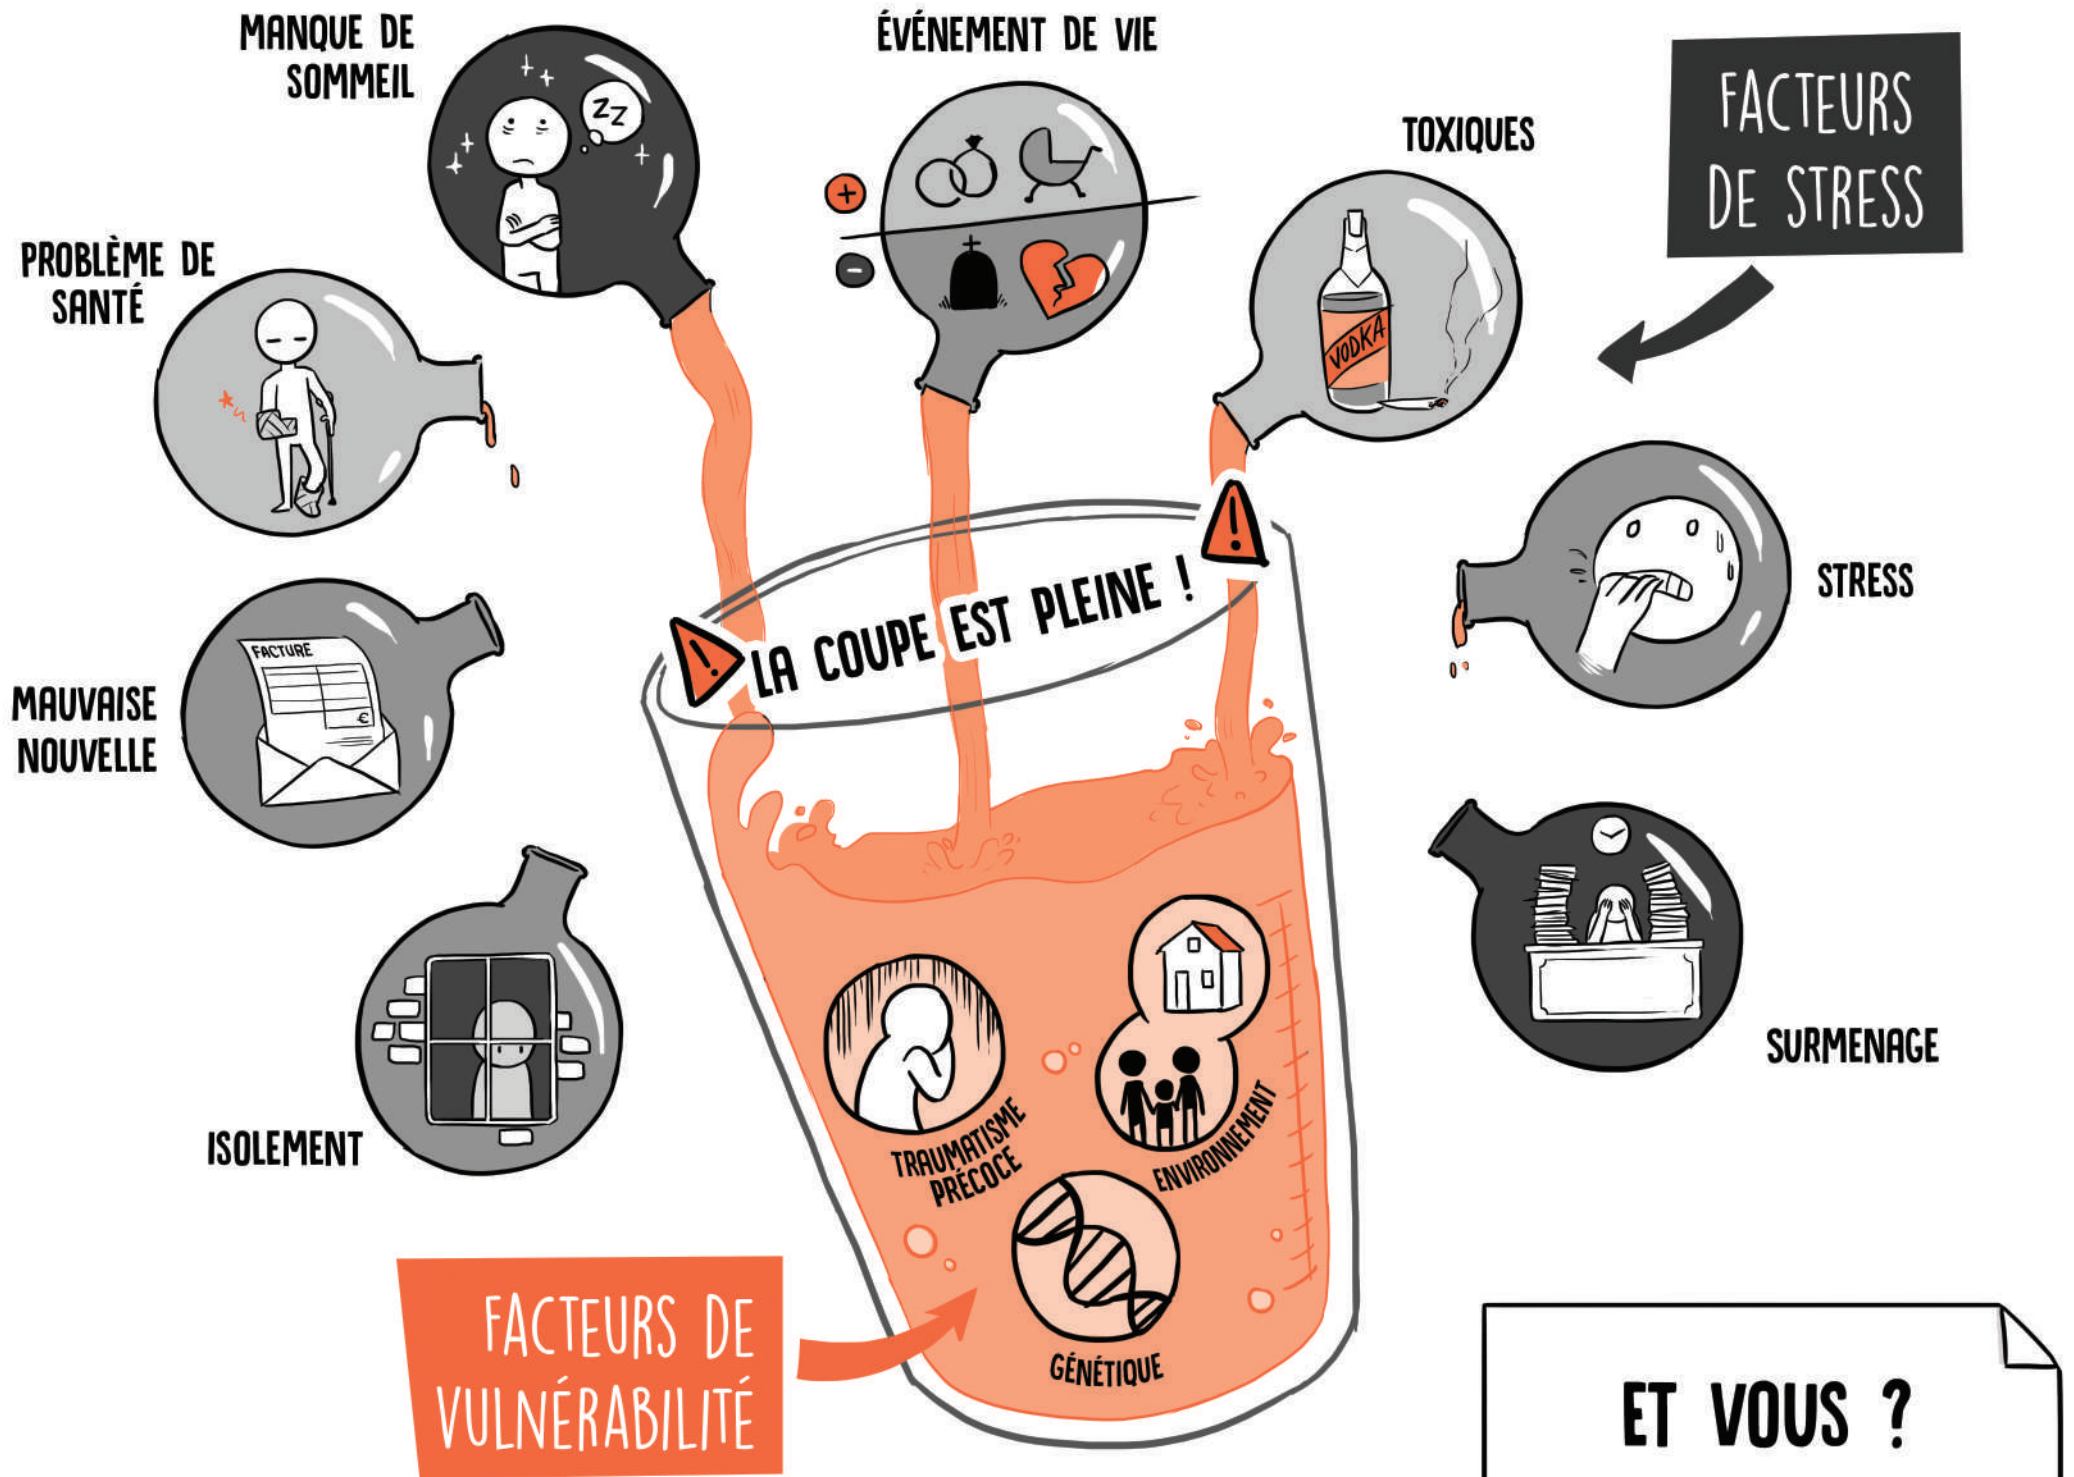 MANQUE DE
SOMMEIL
ZZ
ÉVÉNEMENT DE VIE
+
-
TOXIQUES
VODKA
FACTEURS
DE STRESS
PROBLÈME DE
SANTÉ
STRESS
LA COUPE EST PLEINE !
MAUVAISE
NOUVELLE
FACTURE
€
SURMENAGE
ISOLEMENT
TRAUMATISME
PRÉCOCE
ENVIRONNEMENT
GÉNÉTIQUE
FACTEURS DE
VULNÉRABILITÉ
ET VOUS ?